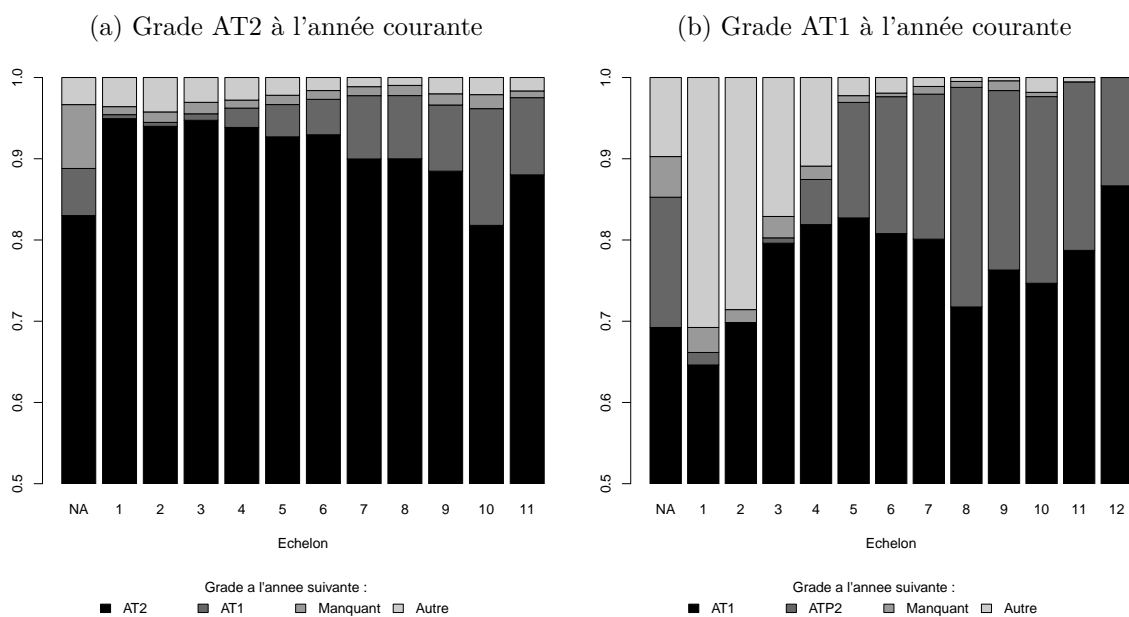 (a) Grade AT2 à l'année courante
1.0
0.9
0.8
0.7
0.6
0.5
NA 1 2 3 4 5 6 7 8 9 10 11
Echelon
Grade a l'annee suivante :
AT2 AT1 Manquant Autre
(b) Grade AT1 à l'année courante
1.0
0.9
0.8
0.7
0.6
0.5
NA 1 2 3 4 5 6 7 8 9 10 11 12
Echelon
Grade a l'annee suivante :
AT1 ATP2 Manquant Autre